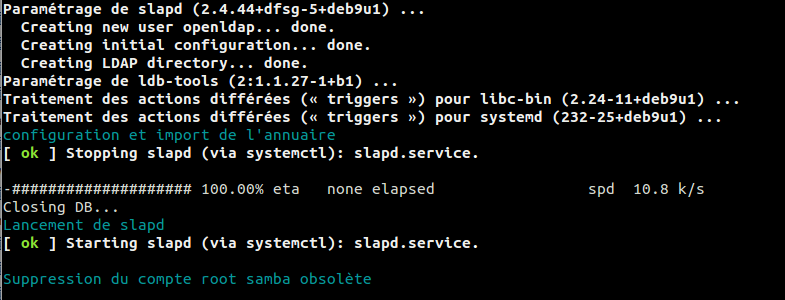 Paramétrage de slapd (2.4.44+dfsg-5+deb9u1) ...
Creating new user openldap... done.
Creating initial configuration... done.
Creating LDAP directory... done.
Paramétrage de ldb-tools (2:1.1.27-1+b1) ...
Traitement des actions différées (« triggers ») pour libc-bin (2.24-11+deb9u1) ...
Traitement des actions différées (« triggers ») pour systemd (232-25+deb9u1) ...
configuration et import de l'annuaire
[ ok ] Stopping slapd (via systemctl): slapd.service.
-#################### 100.00% eta   none elapsed                 spd  10.8 k/s
Closing DB...
Lancement de slapd
[ ok ] Starting slapd (via systemctl): slapd.service.
Suppression du compte root samba obsolète